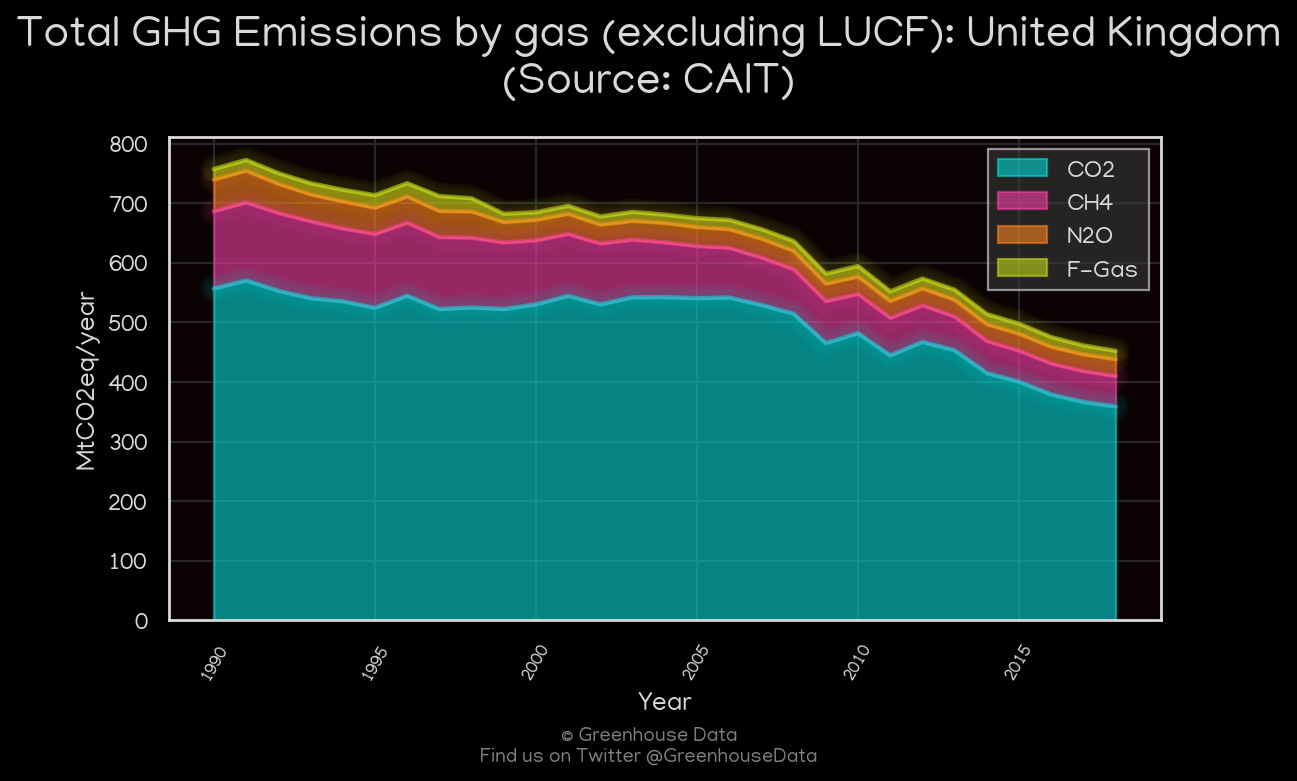 Total GHG Emissions by gas (excluding LUCF): United Kingdom
(Source: CAIT)
800
700
600
500
400
300
200
100
0
MtCO2eq/year
CO2
CH4
N2O
F-Gas
1990
1995
2000
2005
2010
2015
Year
© Greenhouse Data
Find us on Twitter @GreenhouseData